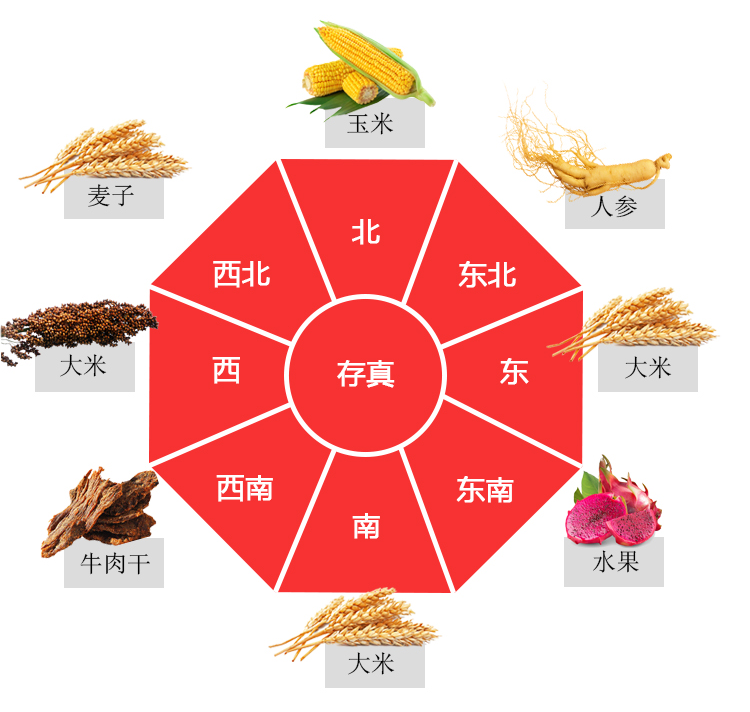 玉米
麦子
人参
北
西北
东北
大米
西
存真
东
大米
西南
东南
南
牛肉干
水果
大米